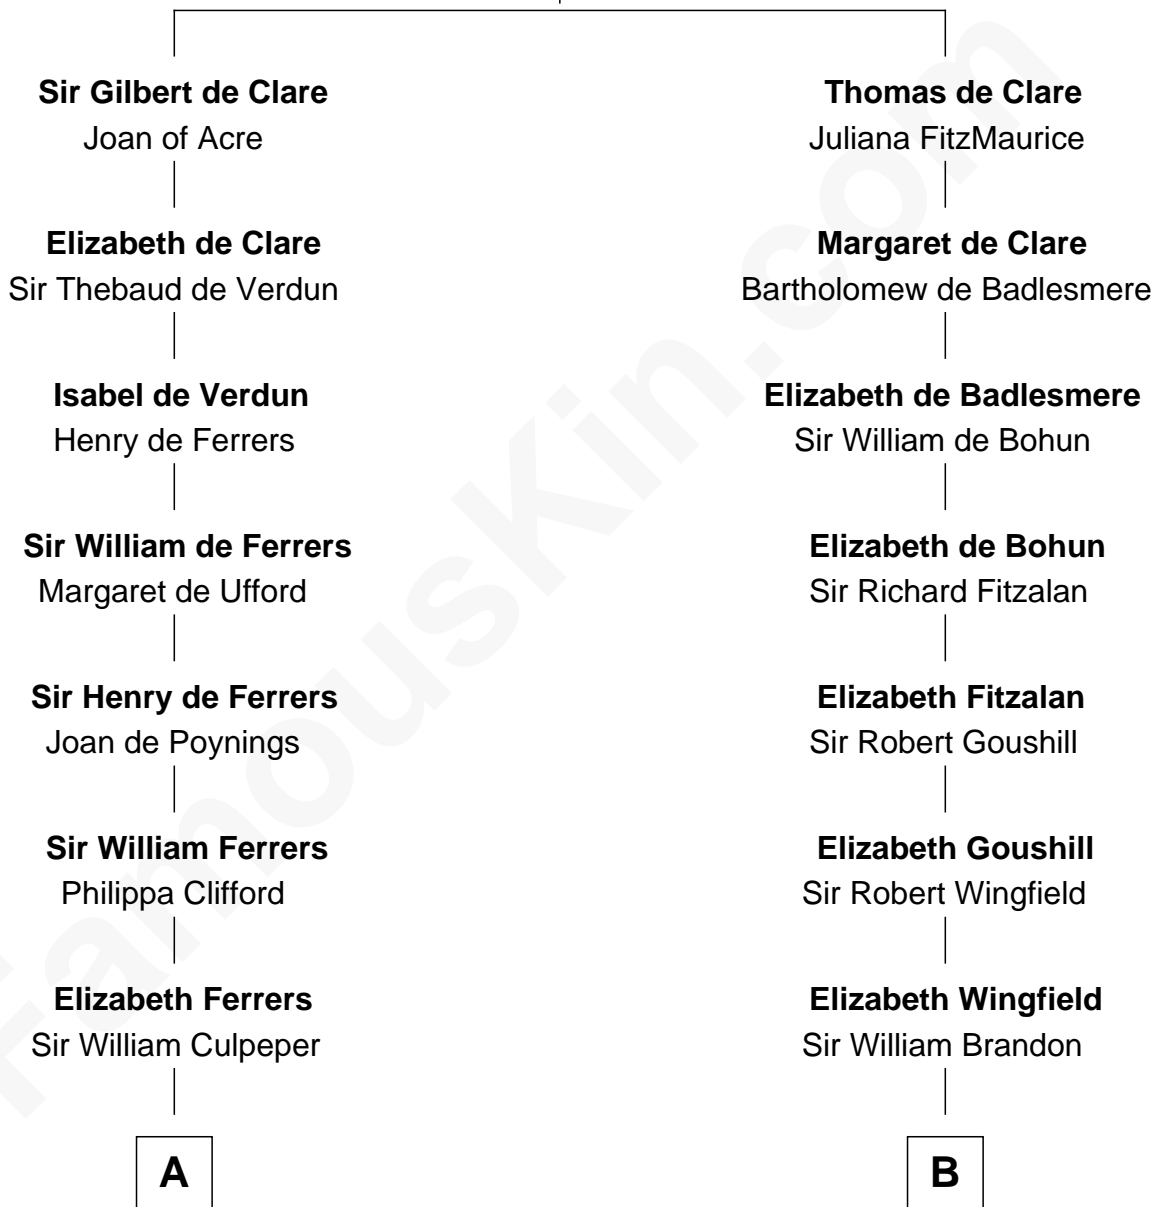 Sir Gilbert de Clare
Joan of Acre
Elizabeth de Clare
Sir Thebaud de Verdun
Isabel de Verdun
Henry de Ferrers
Sir William de Ferrers
Margaret de Ufford
Sir Henry de Ferrers
Joan de Poynings
Sir William Ferrers
Philippa Clifford
Elizabeth Ferrers
Sir William Culpeper
A
Thomas de Clare
Juliana FitzMaurice
Margaret de Clare
Bartholomew de Badlesmere
Elizabeth de Badlesmere
Sir William de Bohun
Elizabeth de Bohun
Sir Richard Fitzalan
Elizabeth Fitzalan
Sir Robert Goushill
Elizabeth Goushill
Sir Robert Wingfield
Elizabeth Wingfield
Sir William Brandon
B
FamousKin.com